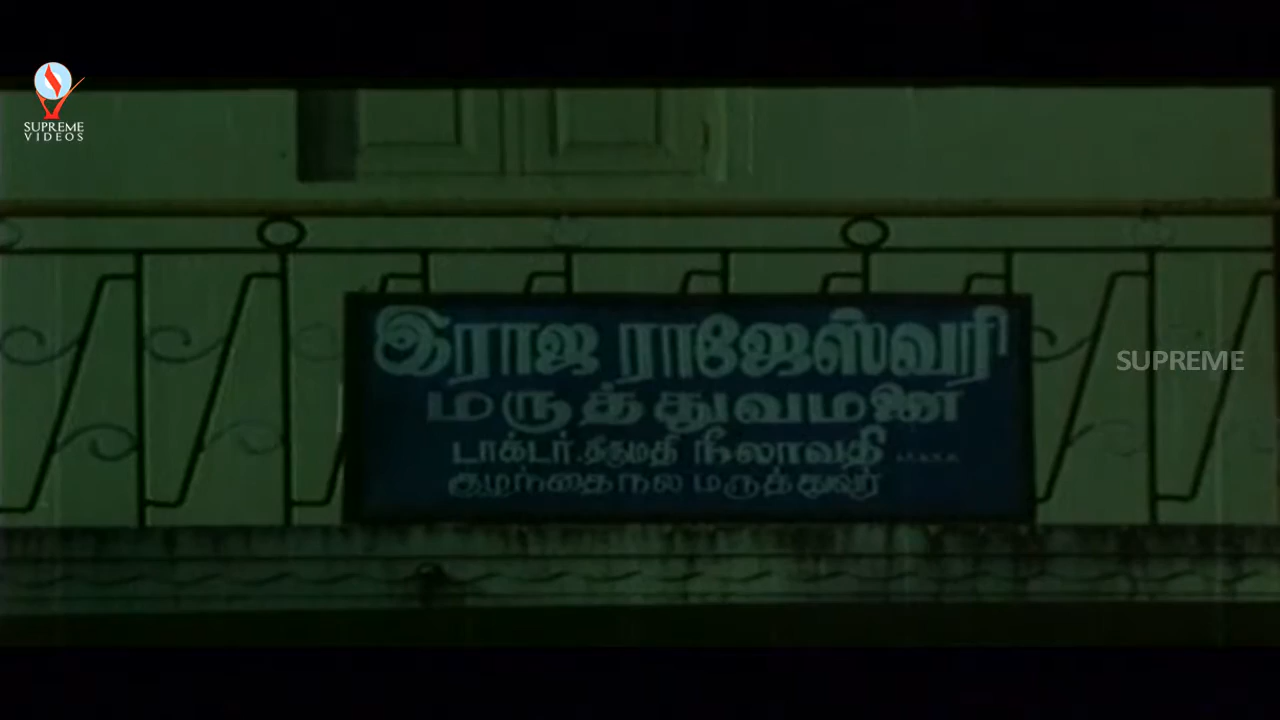 SUPREME
VIDEOS
இராஜ ராஜேஸ்வரி
மருத்துவமனை
SUPREME
டாக்டர். திருமதி நீலாவதி
குழந்தைநல மருத்துவர்